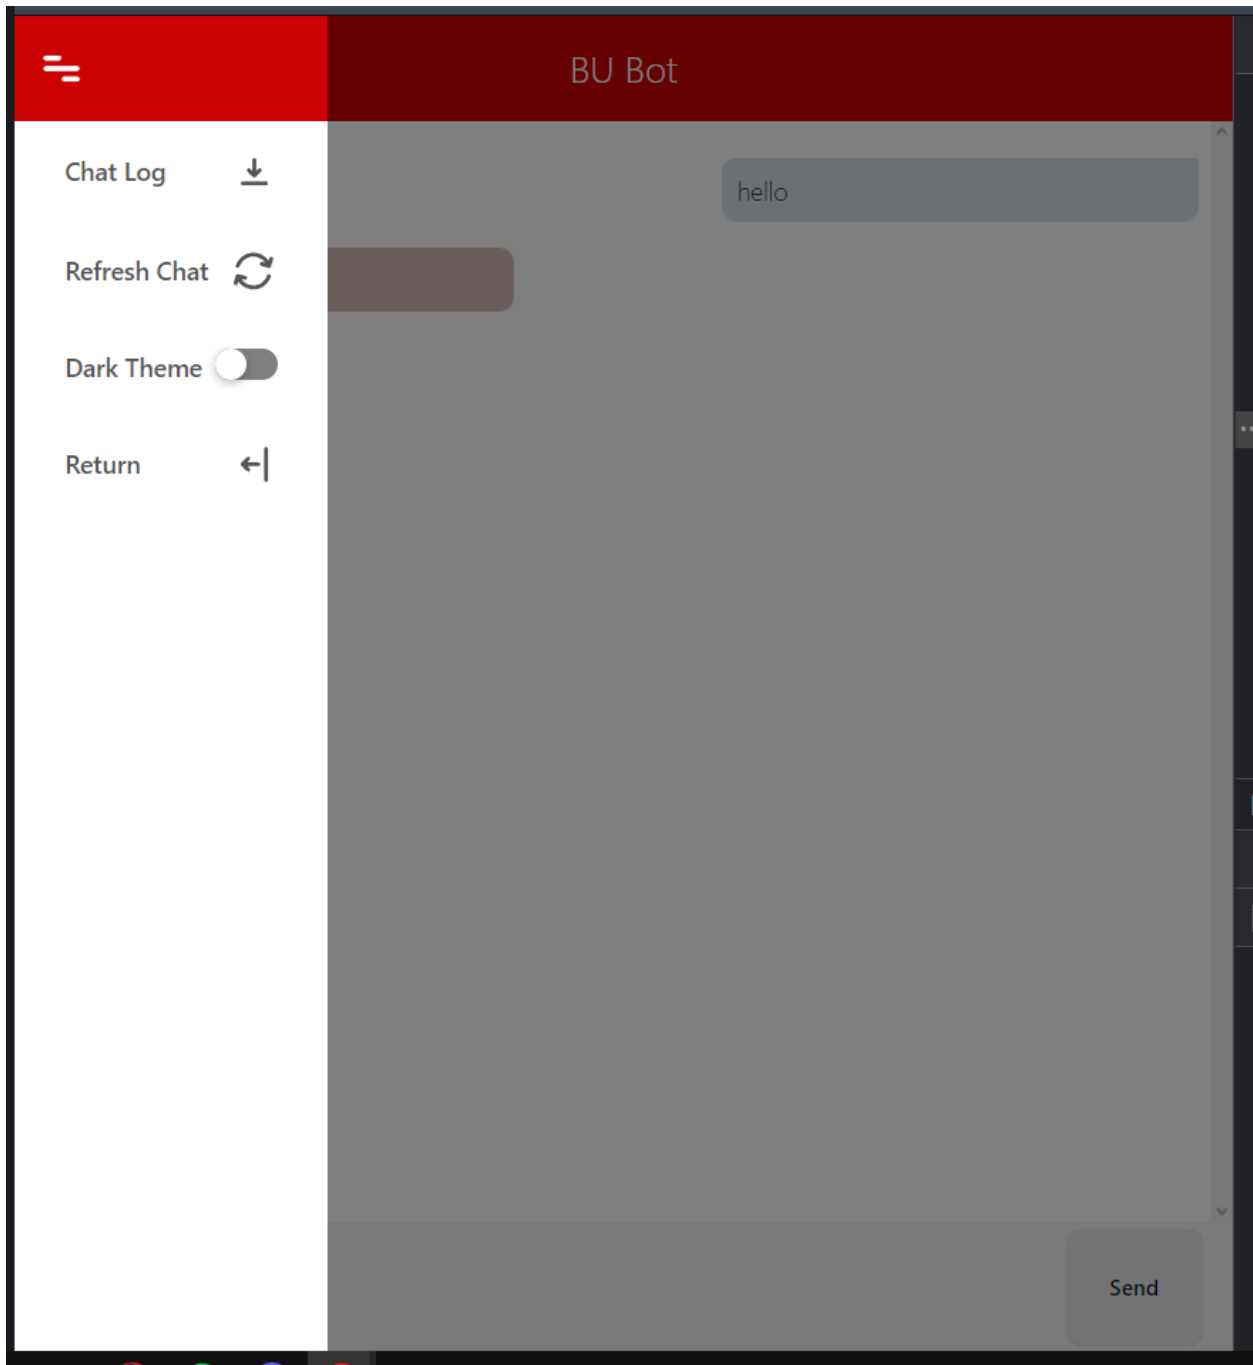 BU Bot
Chat Log
hello
Refresh Chat
Dark Theme
Return
Send